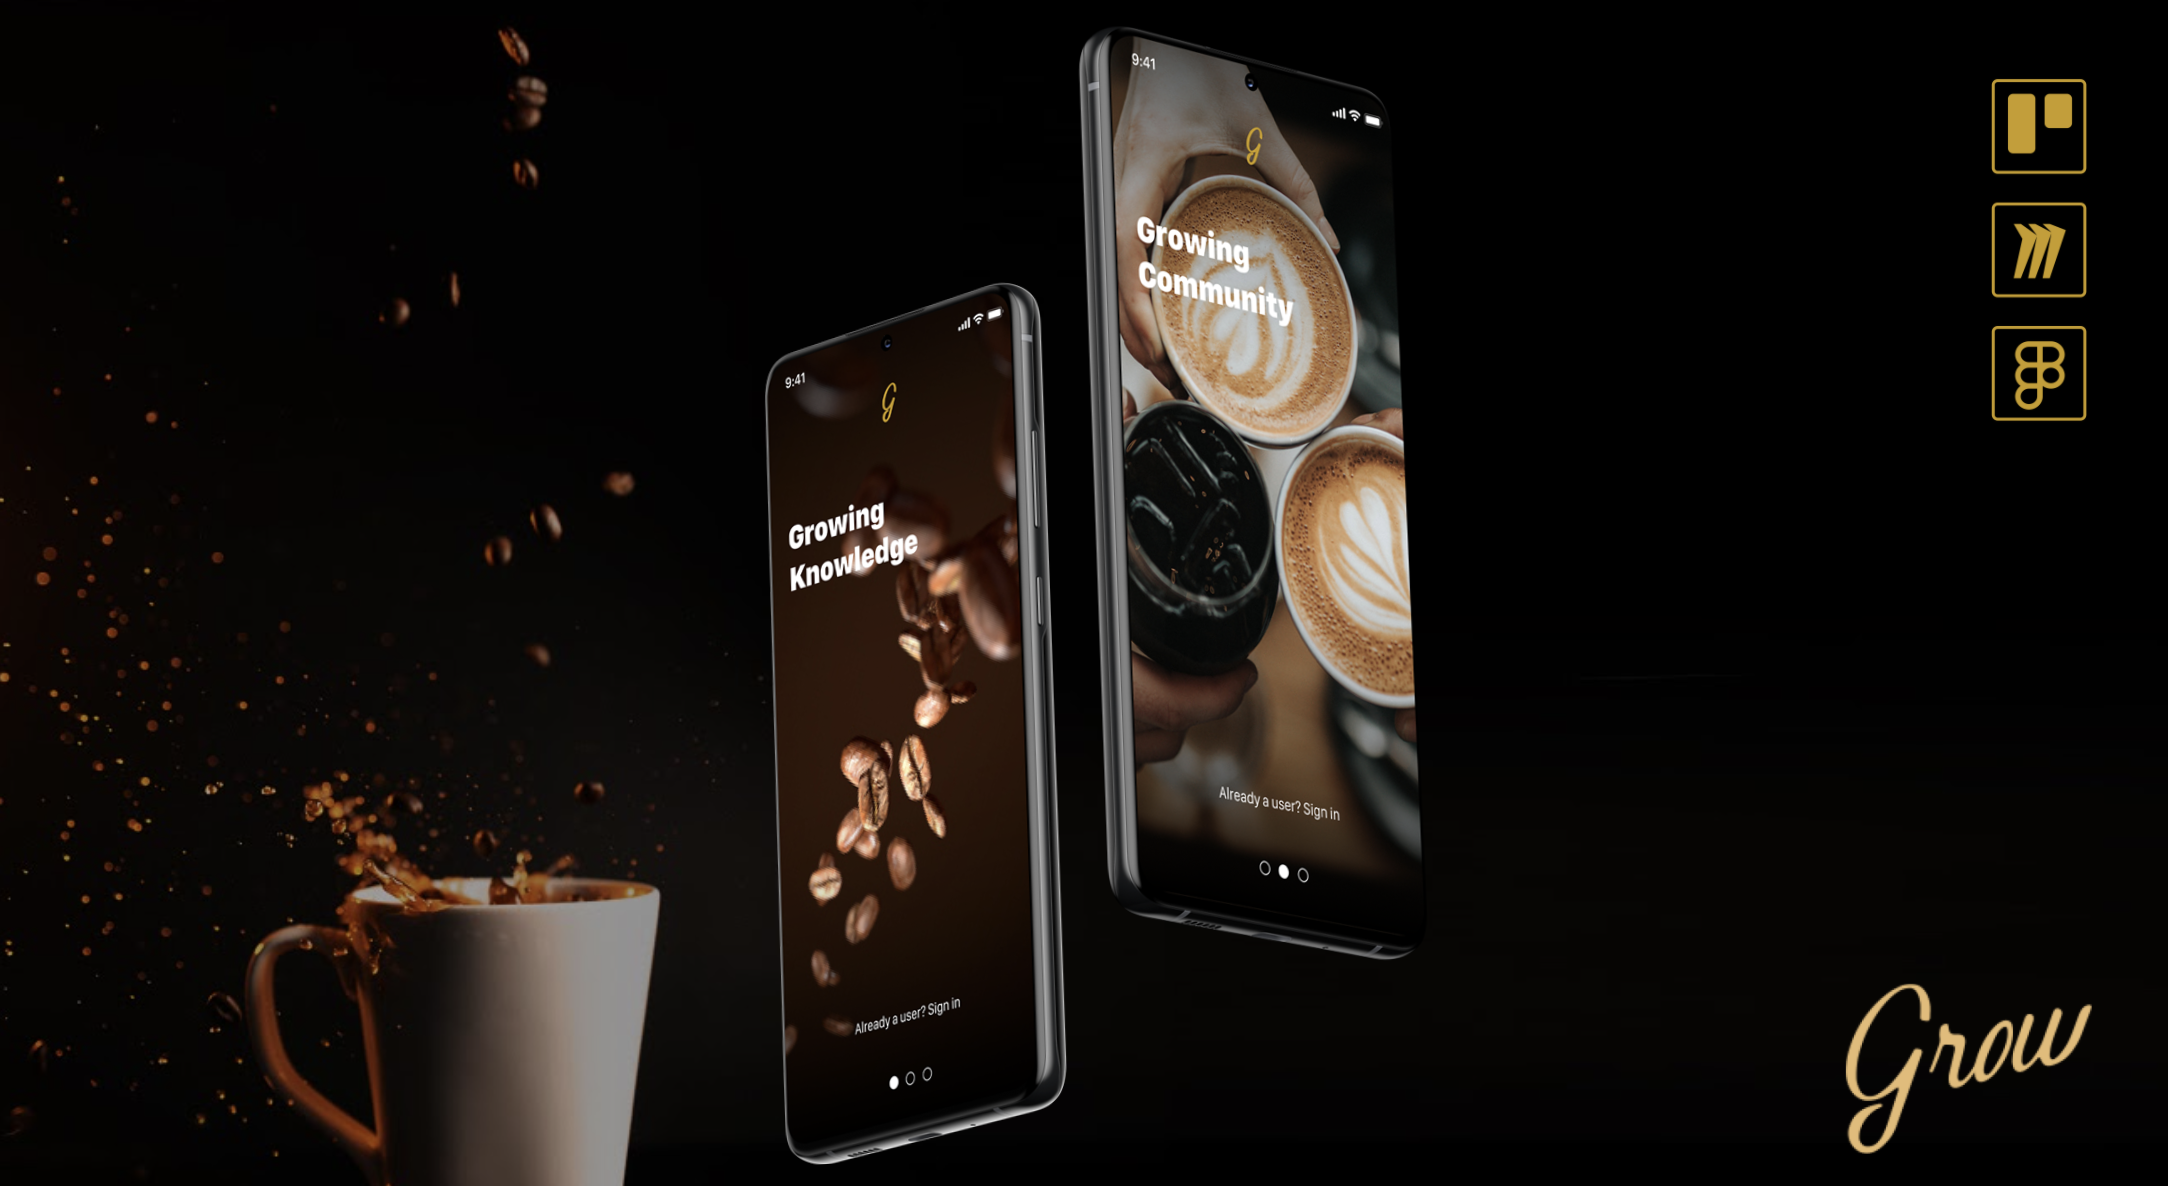 9:41
G
Growing
Knowledge
Already a user? Sign in
9:41
G
Growing
Community
Already a user? Sign in
Grow